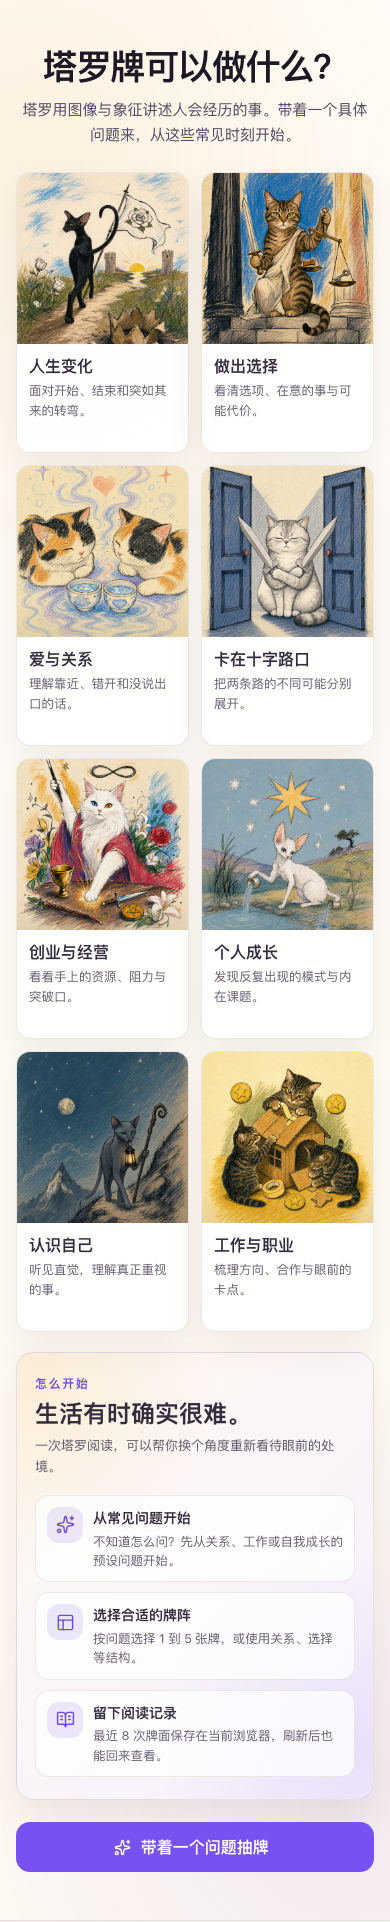 塔罗牌可以做什么?
塔罗用图像与象征讲述人会经历的事。带着一个具体
问题来，从这些常见时刻开始。
人生变化
面对开始、结束和突如其
来的转弯。
做出选择
看清选项、在意的事与可
能代价。
爱与关系
理解靠近、错开和没说出
口的话。
卡在十字路口
把两条路的不同可能分别
展开。
创业与经营
看看手上的资源、阻力与
突破口。
个人成长
发现反复出现的模式与内
在课题。
认识自己
听见直觉，理解真正重视
的事。
工作与职业
梳理方向、合作与眼前的
卡点。
怎么开始
生活有时确实很难。
一次塔罗阅读，可以帮你换个角度重新看待眼前的处
境。
从常见问题开始
不知道怎么问？先从关系、工作或自我成长的
预设问题开始。
选择合适的牌阵
按问题选择 1 到 5 张牌，或使用关系、选择
等结构。
留下阅读记录
最近 8 次牌面保存在当前浏览器，刷新后也
能回来查看。
带着一个问题抽牌